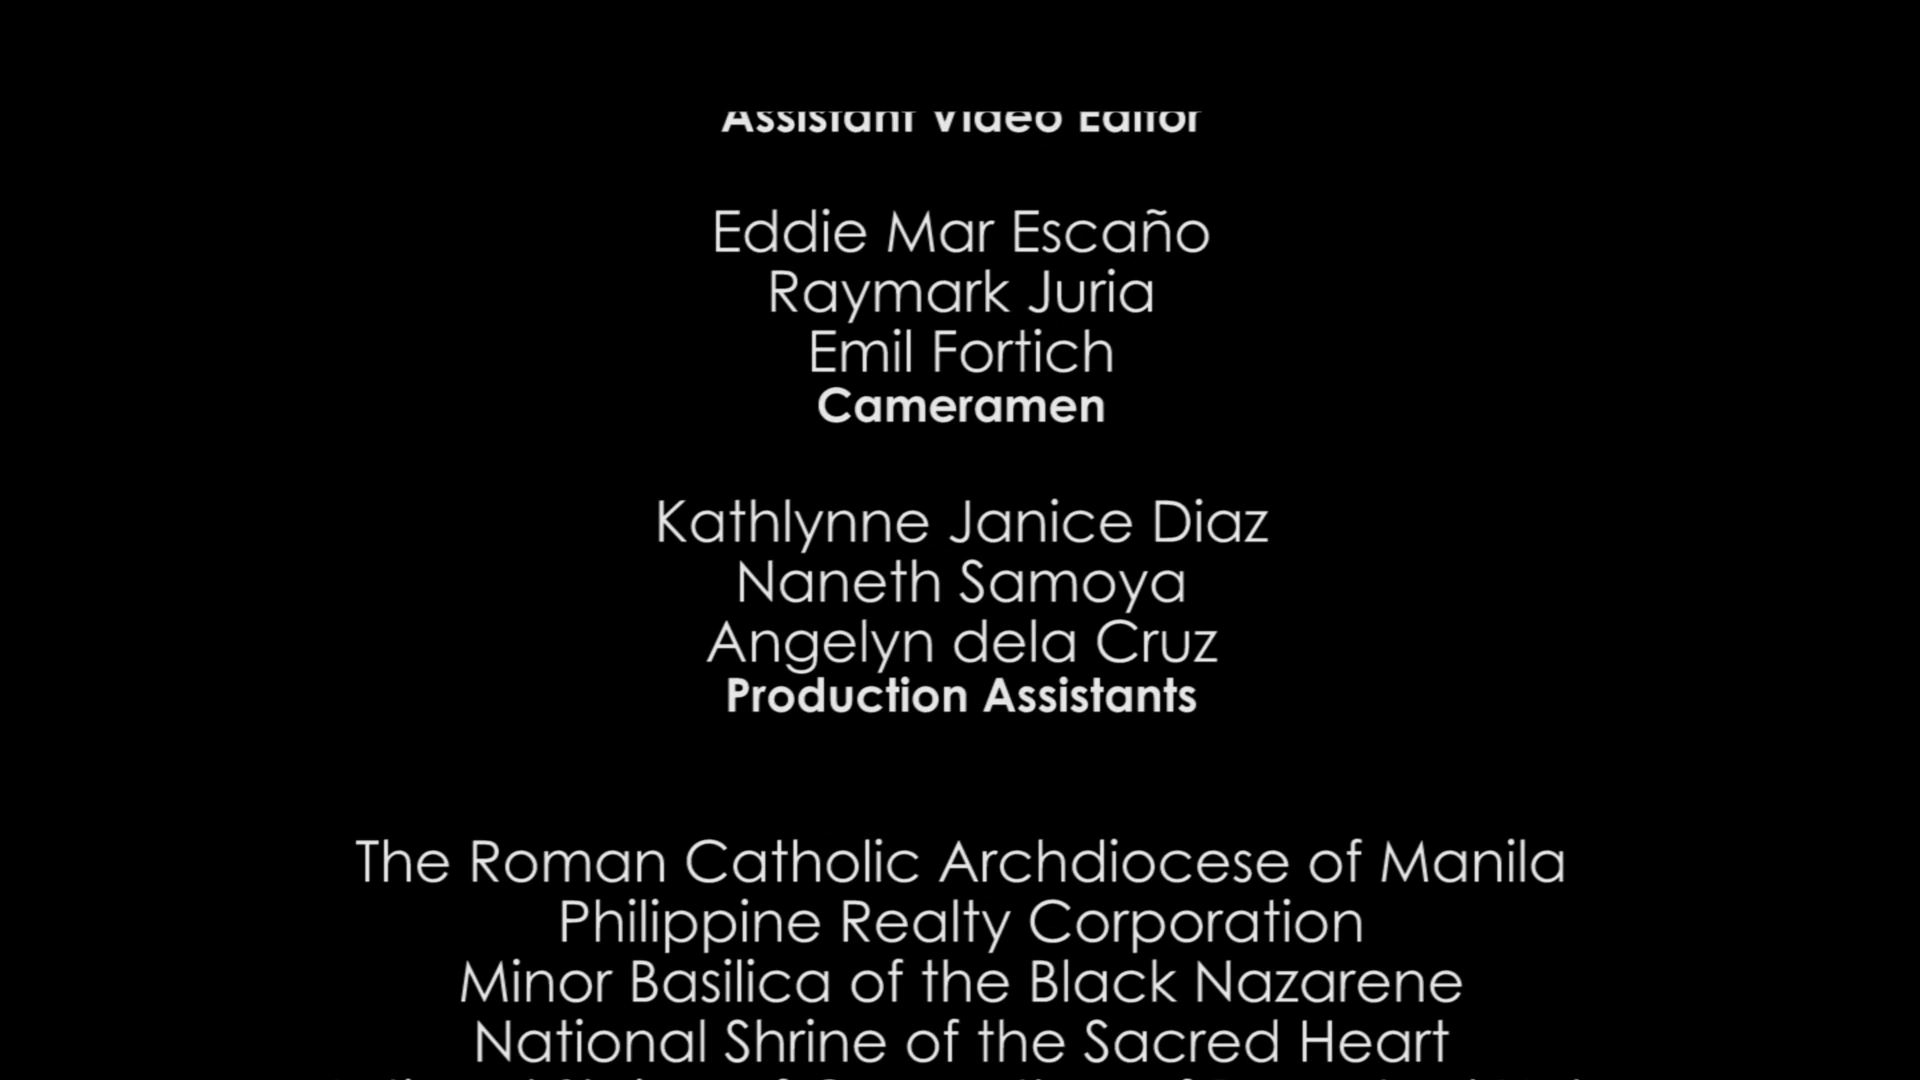 Assistant Video Editor
Eddie Mar Escaño
Raymark Juria
Emil Fortich
Cameramen
Kathlynne Janice Diaz
Naneth Samoya
Angelyn dela Cruz
Production Assistants
The Roman Catholic Archdiocese of Manila
Philippine Realty Corporation
Minor Basilica of the Black Nazarene
National Shrine of the Sacred Heart